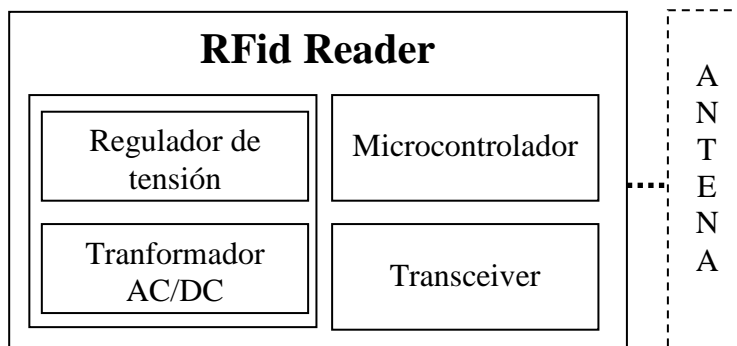 RFid Reader
Regulador de
tensión
Microcontrolador
Tranformador
AC/DC
Transceiver
A
N
T
E
N
A